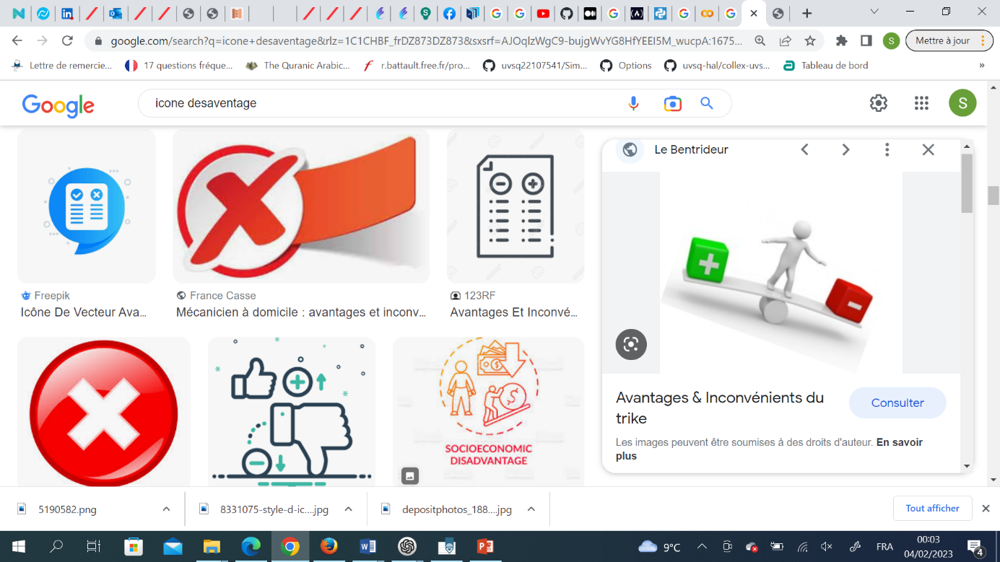 google.com/search?q=icone+desaventage&rlz=1C1CHBF_frDZ873DZ873&sxsrf=AJOqlzWgC9-bujgWvYG8HfYEEI5M_wucpA:1675...
S
Mettre à jour
Lettre de remercie...
17 questions fréque...
The Quranic Arabic...
r.battault.free.fr/pro...
uvsq22107541/Sim...
Options
uvsq-hal/collex-uvs...
Tableau de bord
»
Google
icone desaventage
S
Freepik
Icône De Vecteur Ava...
France Casse
Mécanicien à domicile : avantages et inconv...
123RF
Avantages Et Inconvé...
SOCIOECONOMIC
DISADVANTAGE
Le Bentrideur
Avantages & Inconvénients du
trike
Consulter
Les images peuvent être soumises à des droits d'auteur. En savoir
plus
5190582.png
8331075-style-d-ic....jpg
depositphotos_188....jpg
Tout afficher
9°C
FRA
00:03
04/02/2023
4